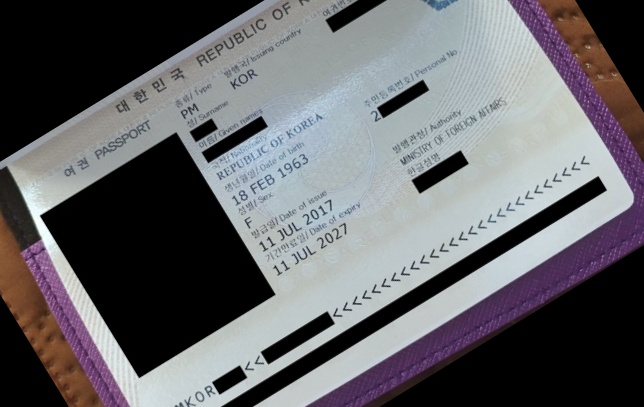 대한민국 REPUBLIC OF K
여권 PASSPORT
종류/Type 발행국/Issuing country 여권번
PM KOR
성/Surname
이름/Given names
국적/Nationality
REPUBLIC OF KOREA
생년월일/Date of birth 주민등록번호/Personal No
18 FEB 1963 2
성별/Sex 발행관청/Authority
F MINISTRY OF FOREIGN AFFAIRS
발급일/Date of issue 한글성명
11 JUL 2017
기간만료일/Date of expiry
11 JUL 2027
MKOR << <<<<<<<<<<<<<<<<<<<<<<<<<<<<<